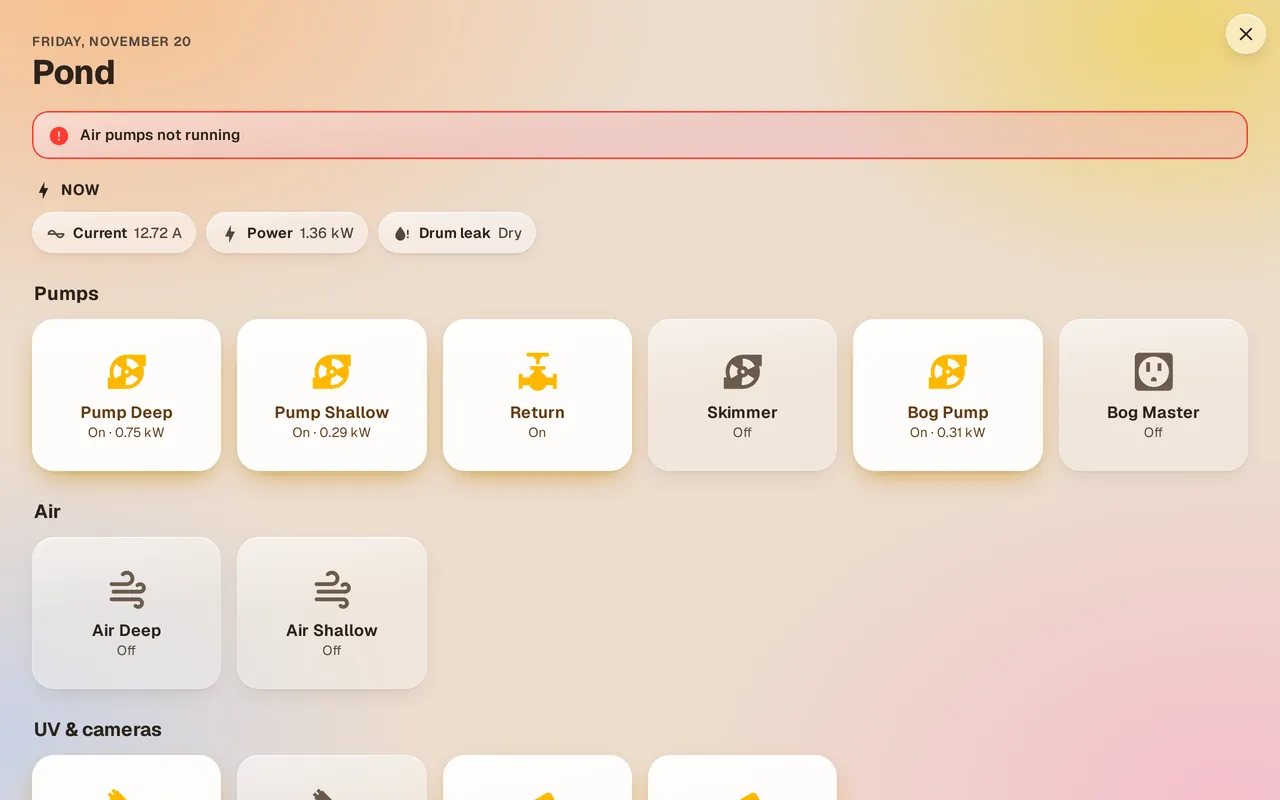 FRIDAY, NOVEMBER 20
Pond
Air pumps not running
NOW
Current 12.72 A
Power 1.36 kW
Drum leak Dry
Pumps
Pump Deep
On · 0.75 kW
Pump Shallow
On · 0.29 kW
Return
On
Skimmer
Off
Bog Pump
On · 0.31 kW
Bog Master
Off
Air
Air Deep
Off
Air Shallow
Off
UV & cameras